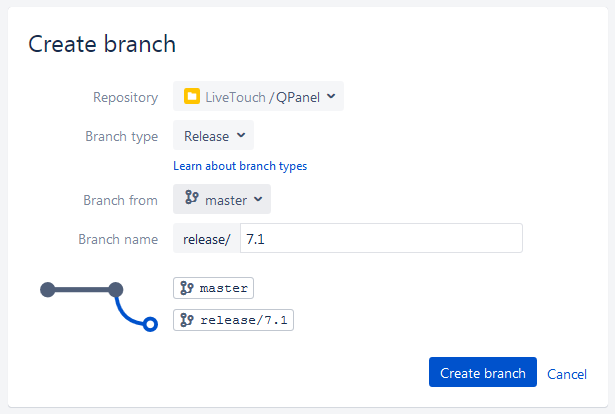 Create branch
Repository LiveTouch / QPanel
Branch type Release
Learn about branch types
Branch from master
Branch name release/ 7.1
master
release/7.1
Create branch Cancel